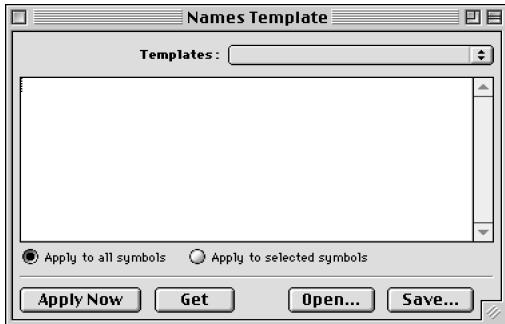 Names Template
Templates:
Apply to all symbols Apply to selected symbols
Apply Now Get Open... Save...